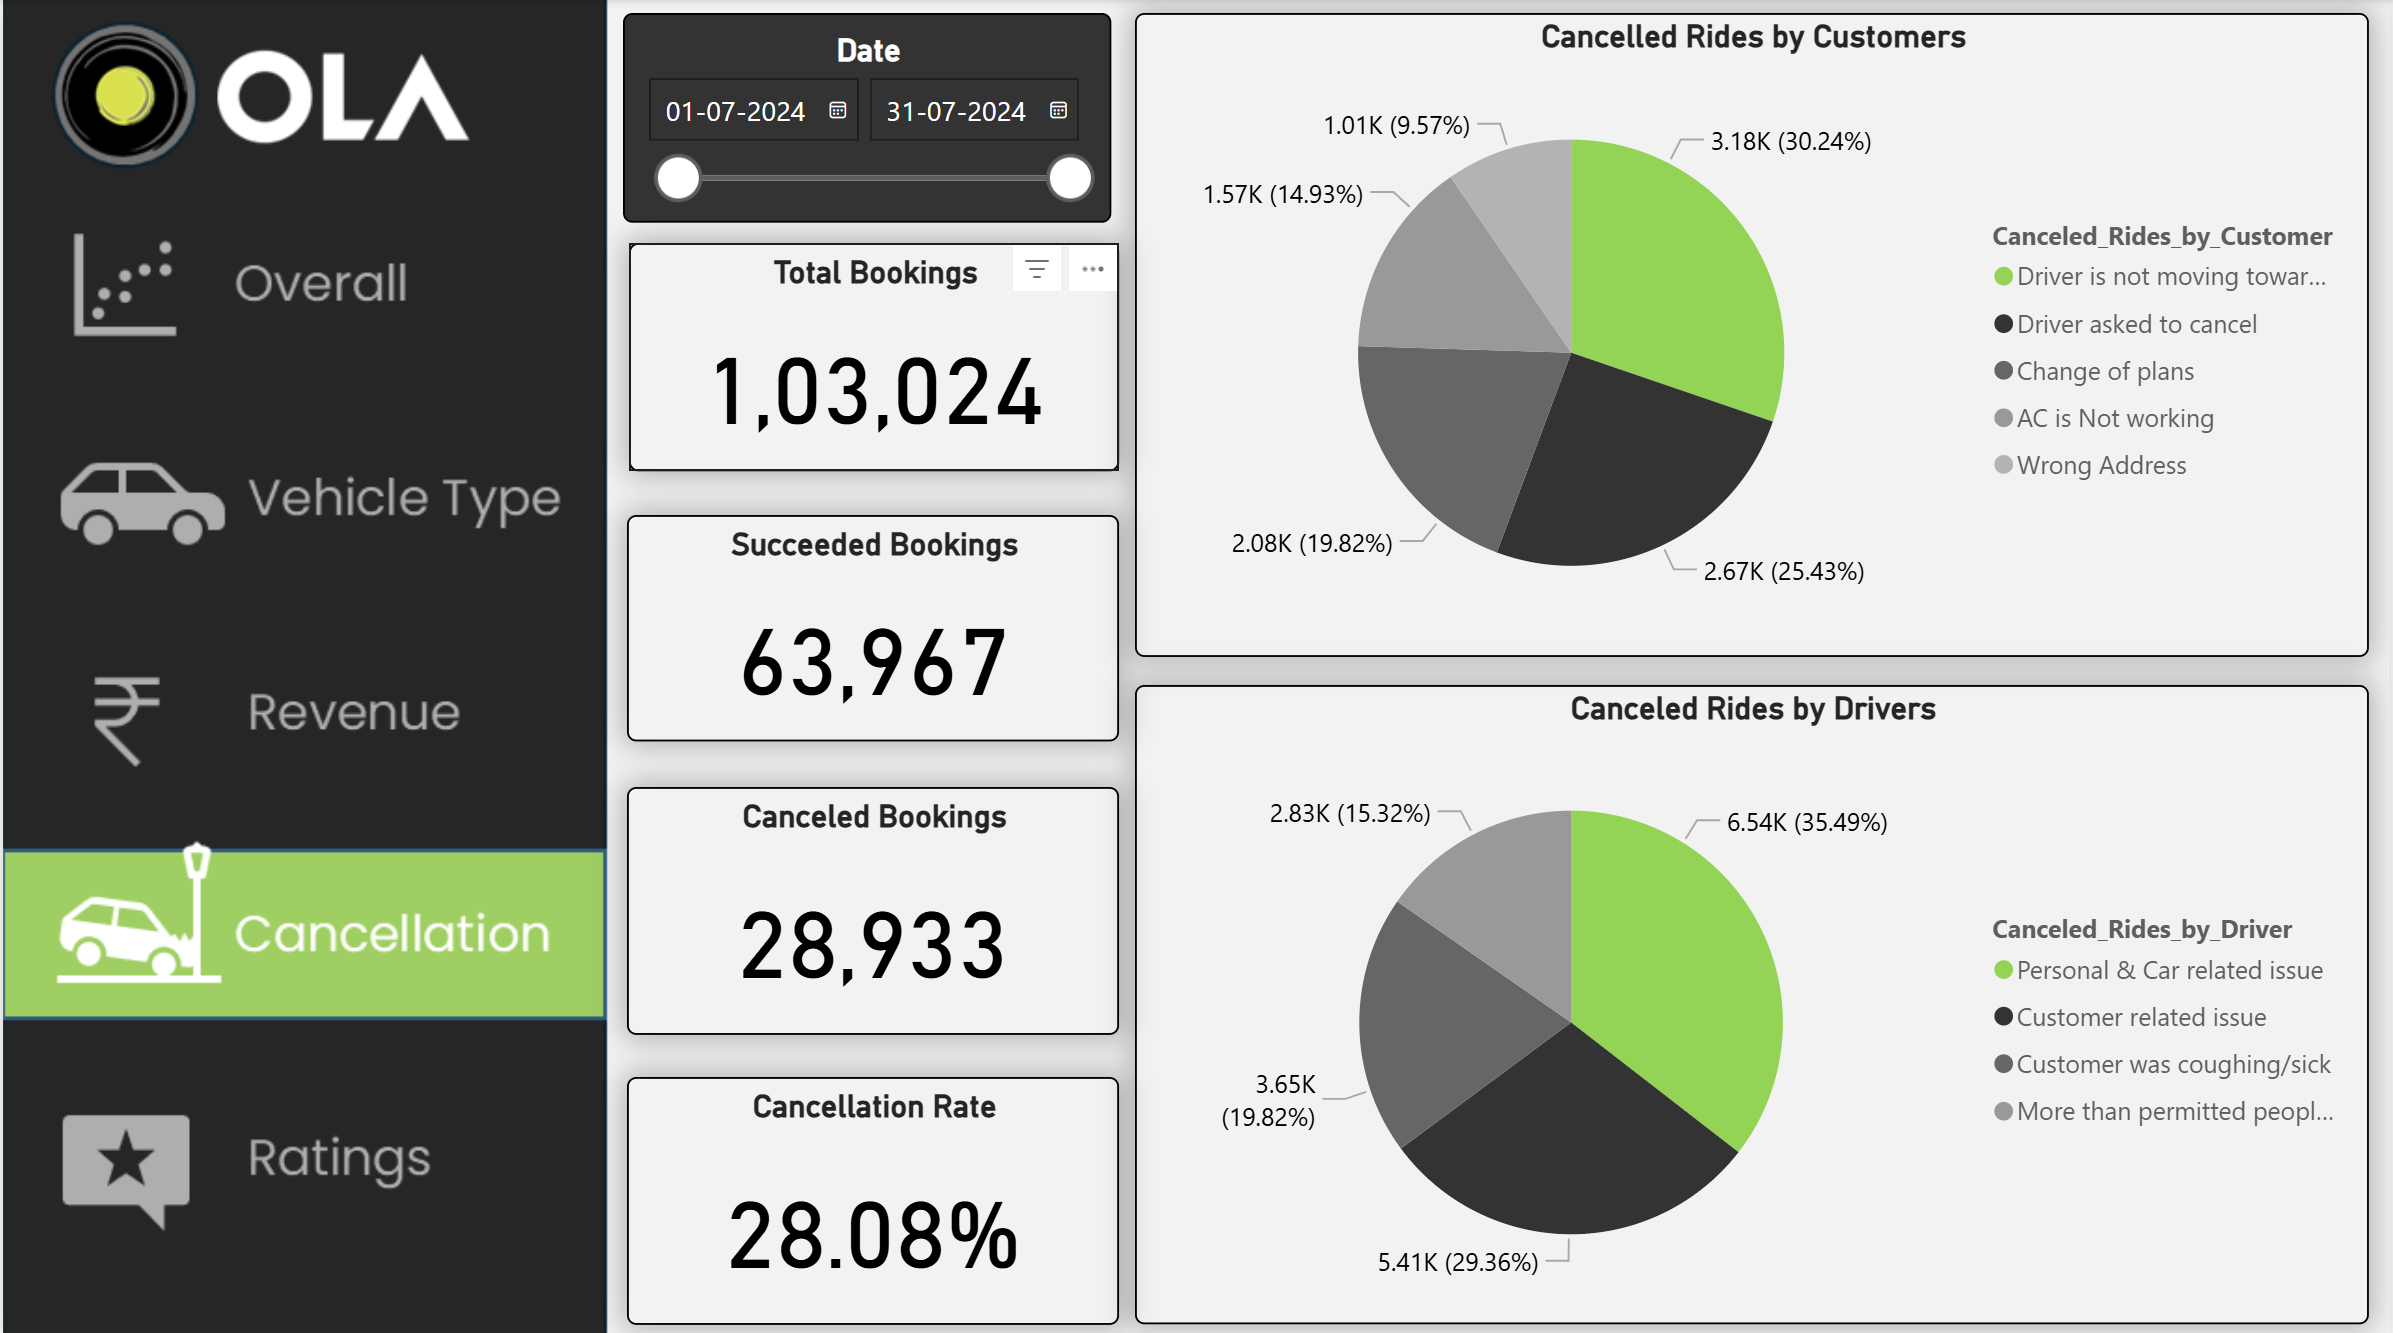 OLA
Overall
Vehicle Type
Revenue
Cancellation
Ratings
Date
01-07-2024
31-07-2024
Total Bookings
1,03,024
Succeeded Bookings
63,967
Canceled Bookings
28,933
Cancellation Rate
28.08%
Cancelled Rides by Customers
1.01K (9.57%)
3.18K (30.24%)
1.57K (14.93%)
2.08K (19.82%)
2.67K (25.43%)
Canceled_Rides_by_Customer
Driver is not moving towar...
Driver asked to cancel
Change of plans
AC is Not working
Wrong Address
Canceled Rides by Drivers
2.83K (15.32%)
6.54K (35.49%)
3.65K
(19.82%)
5.41K (29.36%)
Canceled_Rides_by_Driver
Personal & Car related issue
Customer related issue
Customer was coughing/sick
More than permitted peopl...